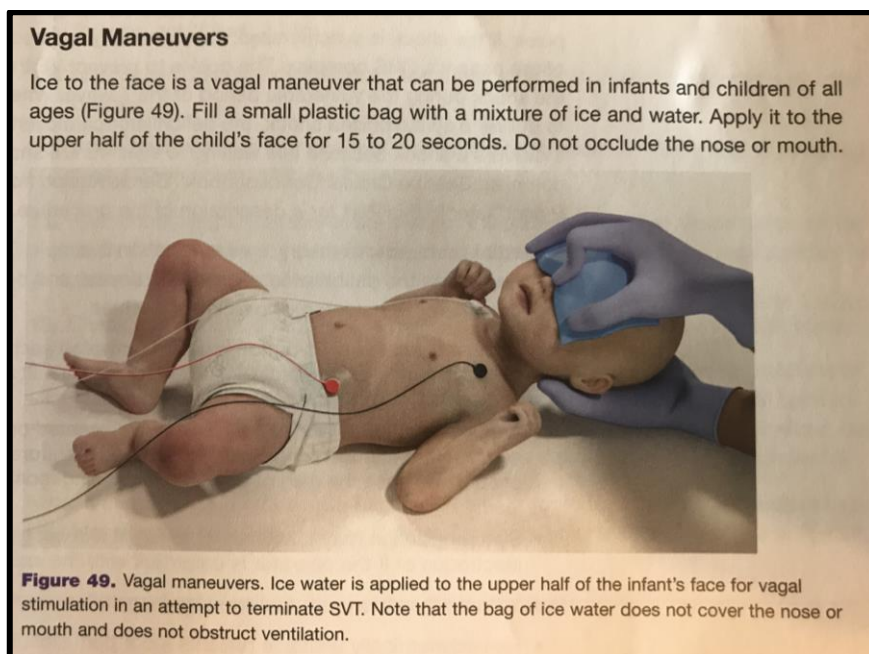 Vagal Maneuvers
Ice to the face is a vagal maneuver that can be performed in infants and children of all
ages (Figure 49). Fill a small plastic bag with a mixture of ice and water. Apply it to the
upper half of the child's face for 15 to 20 seconds. Do not occlude the nose or mouth.
Figure 49. Vagal maneuvers. Ice water is applied to the upper half of the infant's face for vagal
stimulation in an attempt to terminate SVT. Note that the bag of ice water does not cover the nose or
mouth and does not obstruct ventilation.